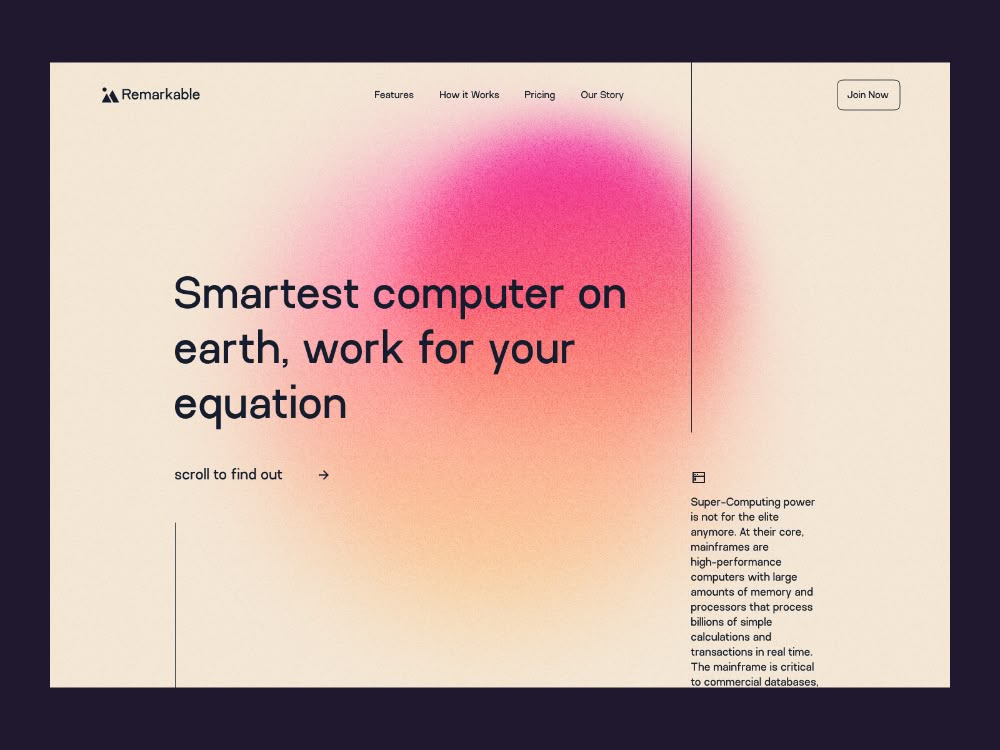 Remarkable
Features
How it Works
Pricing
Our Story
Join Now
Smartest computer on
earth, work for your
equation
scroll to find out →
Super-Computing power
is not for the elite
anymore. At their core,
mainframes are
high-performance
computers with large
amounts of memory and
processors that process
billions of simple
calculations and
transactions in real time.
The mainframe is critical
to commercial databases,